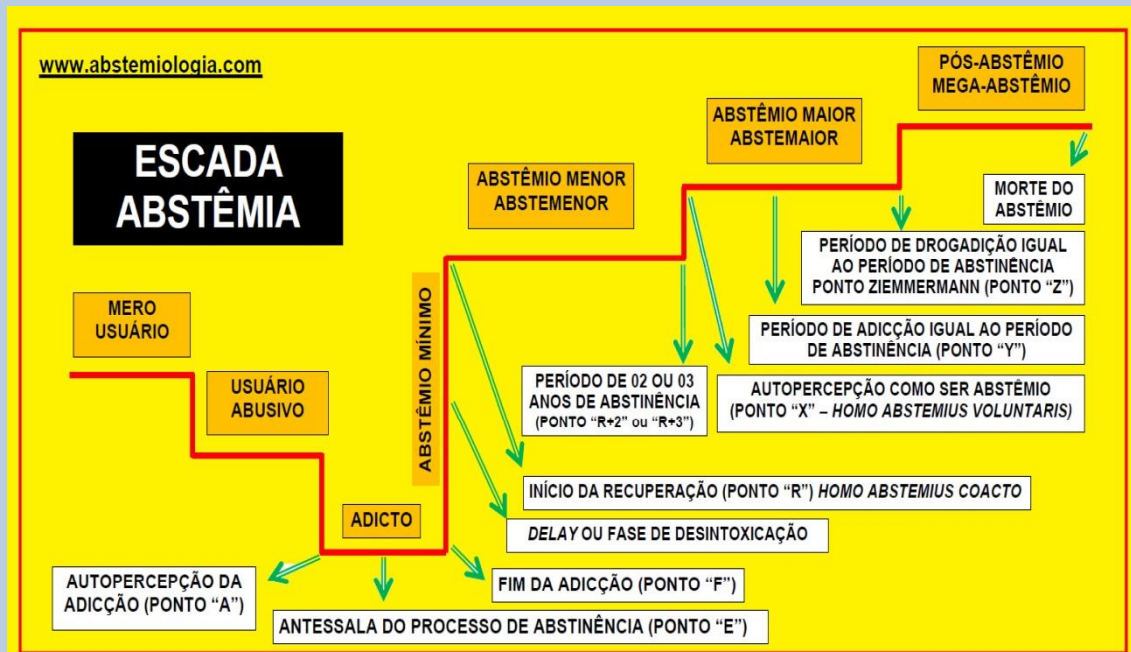 www.abstemiologia.com
ESCADA
ABSTÊMIA
MERO
USUÁRIO
USUÁRIO
ABUSIVO
ADICTO
ABSTÊMIO MÍNIMO
ABSTÊMIO MENOR
ABSTEMENOR
ABSTÊMIO MAIOR
ABSTEMAIOR
PÓS-ABSTÊMIO
MEGA-ABSTÊMIO
MORTE DO
ABSTÊMIO
PERÍODO DE DROGADIÇÃO IGUAL
AO PERÍODO DE ABSTINÊNCIA
PONTO ZIEMMERMANN (PONTO “Z”)
PERÍODO DE ADICÇÃO IGUAL AO PERÍODO
DE ABSTINÊNCIA (PONTO “Y”)
AUTOPERCEPÇÃO COMO SER ABSTÊMIO
(PONTO “X” – HOMO ABSTEMIUS VOLUNTARIS)
PERÍODO DE 02 OU 03
ANOS DE ABSTINÊNCIA
(PONTO “R+2” ou “R+3”)
INÍCIO DA RECUPERAÇÃO (PONTO “R”) HOMO ABSTEMIUS COACTO
DELAY OU FASE DE DESINTOXICAÇÃO
FIM DA ADICÇÃO (PONTO “F”)
AUTOPERCEPÇÃO DA
ADICÇÃO (PONTO “A”)
ANTESSALA DO PROCESSO DE ABSTINÊNCIA (PONTO “E”)